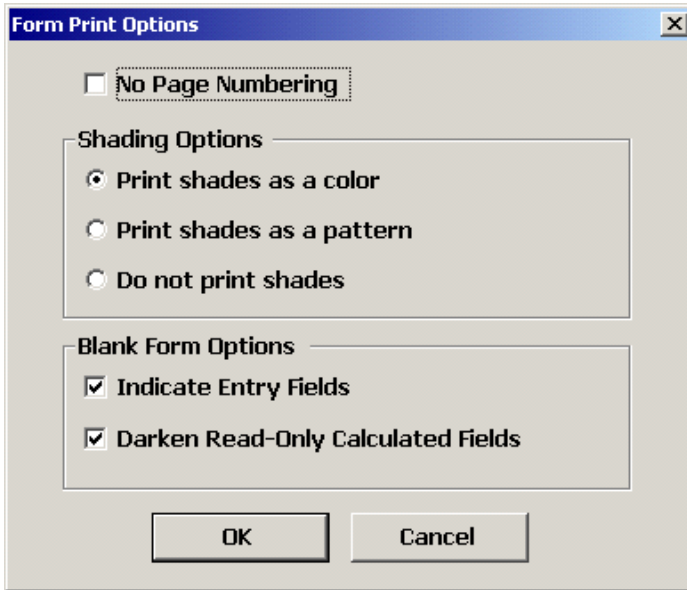 Form Print Options
No Page Numbering
Shading Options
Print shades as a color
Print shades as a pattern
Do not print shades
Blank Form Options
Indicate Entry Fields
Darken Read-Only Calculated Fields
OK
Cancel